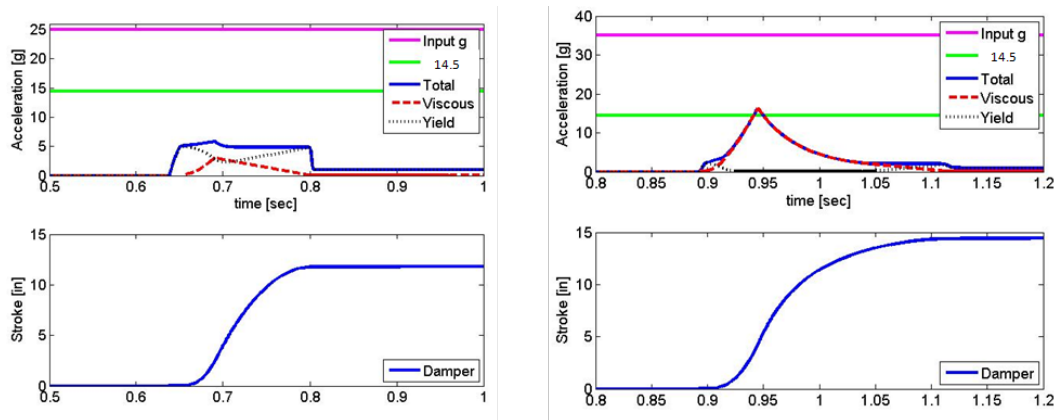 Acceleration [g]
25
20
15
10
5
0
Input g
14.5
Total
Viscous
Yield
0.5 0.6 0.7 0.8 0.9 1
time [sec]
Stroke [in]
15
10
5
0
Damper
0.5 0.6 0.7 0.8 0.9 1
Acceleration [g]
40
30
20
10
0
Input g
14.5
Total
Viscous
Yield
0.8 0.85 0.9 0.95 1 1.05 1.1 1.15 1.2
time [sec]
Stroke [in]
15
10
5
0
Damper
0.8 0.85 0.9 0.95 1 1.05 1.1 1.15 1.2